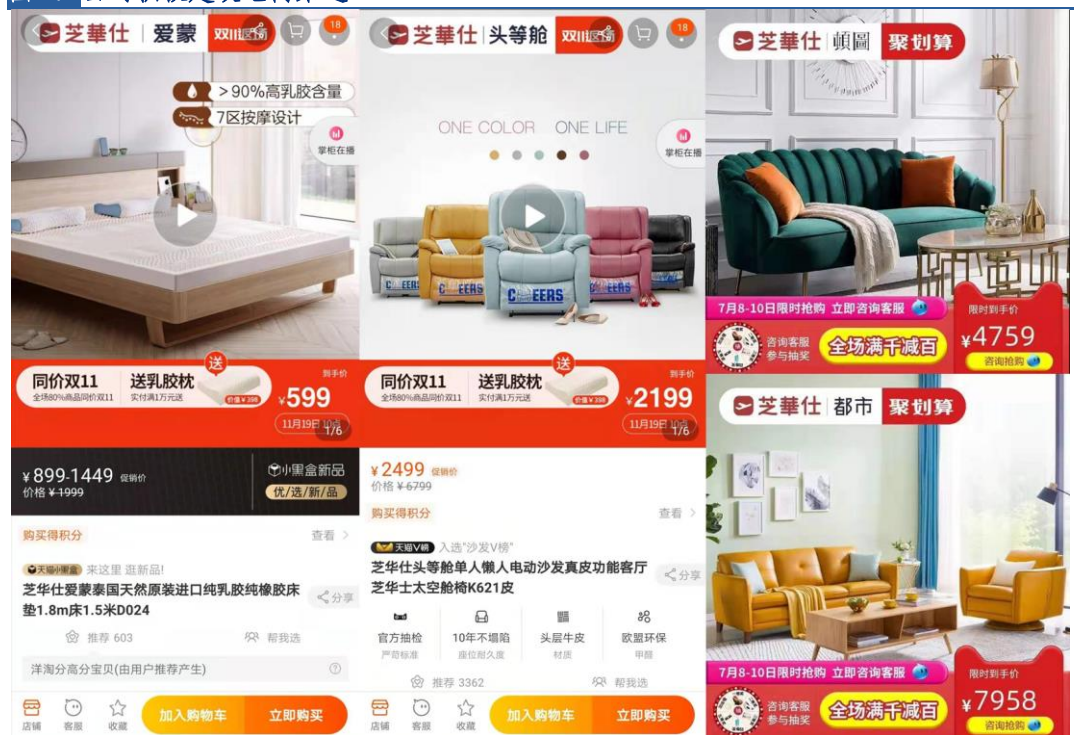 芝華仕 爱蒙
18
>90%高乳胶含量
7区按摩设计
掌柜在播
送
同价双11
全场80%商品同价双11
送乳胶枕
实付满1万元送
价值¥398
到手价
¥599
1/6
¥899-1449 促销价
价格 ¥1999
小黑盒新品
优/选/新/品
购买得积分
查看
天猫小黑盒 来这里 逛新品!
芝华仕爱蒙泰国天然原装进口纯乳胶纯橡胶床
垫1.8m床1.5米D024
分享
推荐 603
帮我选
洋淘分高分宝贝(由用户推荐产生)
店铺
客服
收藏
加入购物车
立即购买
芝華仕 头等舱
18
ONE COLOR ONE LIFE
掌柜在播
CHEERS
送
同价双11
全场80%商品同价双11
送乳胶枕
实付满1万元送
价值¥398
到手价
¥2199
1/6
¥2499 促销价
价格 ¥6799
购买得积分
查看
天猫V榜 入选"沙发V榜"
芝华仕头等舱单人懒人电动沙发真皮功能客厅
芝华士太空舱椅K621皮
分享
官方抽检
严苛标准
10年不塌陷
座位耐久度
头层牛皮
材质
欧盟环保
甲醛
推荐 3362
帮我选
店铺
客服
收藏
加入购物车
立即购买
芝華仕 頓圖 聚划算
7月8-10日限时抢购 立即咨询客服
咨询客服
参与抽奖
全场满千减百
限时到手价
¥4759
咨询抢购
芝華仕 都市 聚划算
7月8-10日限时抢购 立即咨询客服
咨询客服
参与抽奖
全场满千减百
限时到手价
¥7958
咨询抢购